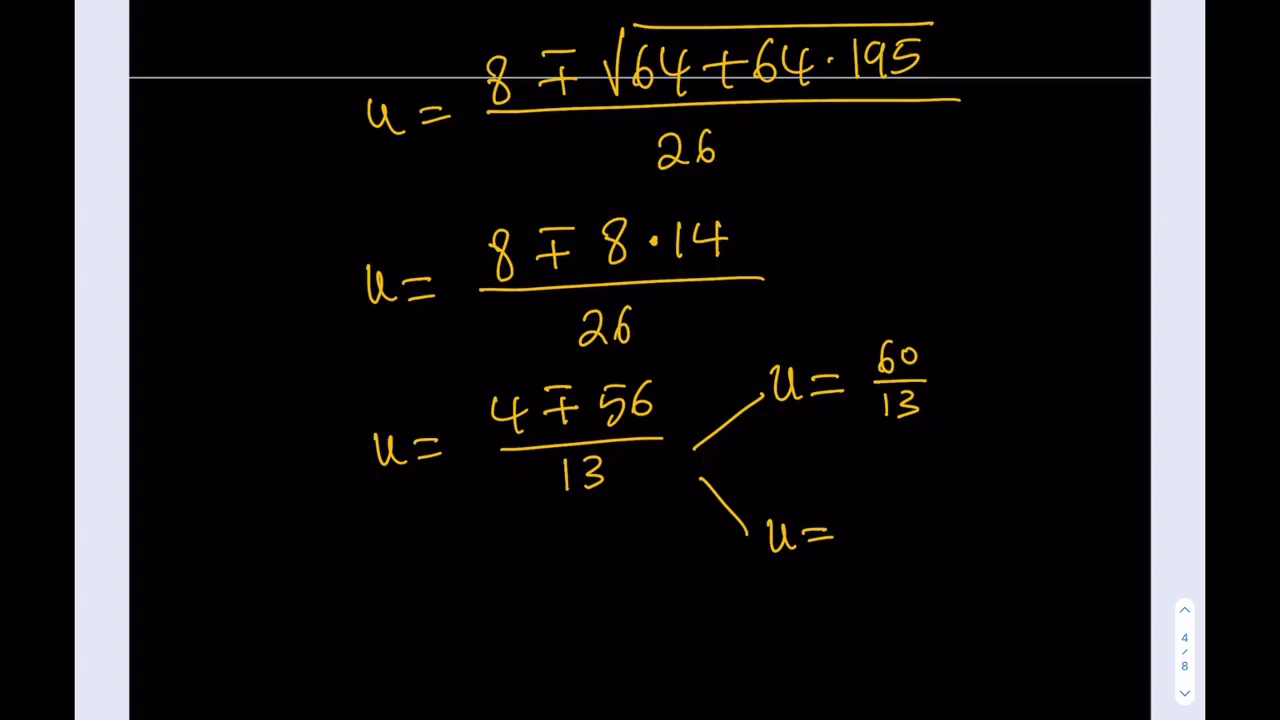 u = 8 ∓ √64 + 64 · 195
26
u = 8 ∓ 8 · 14
26
u = 4 ∓ 56
13
u = 60
13
u =
4
/
8